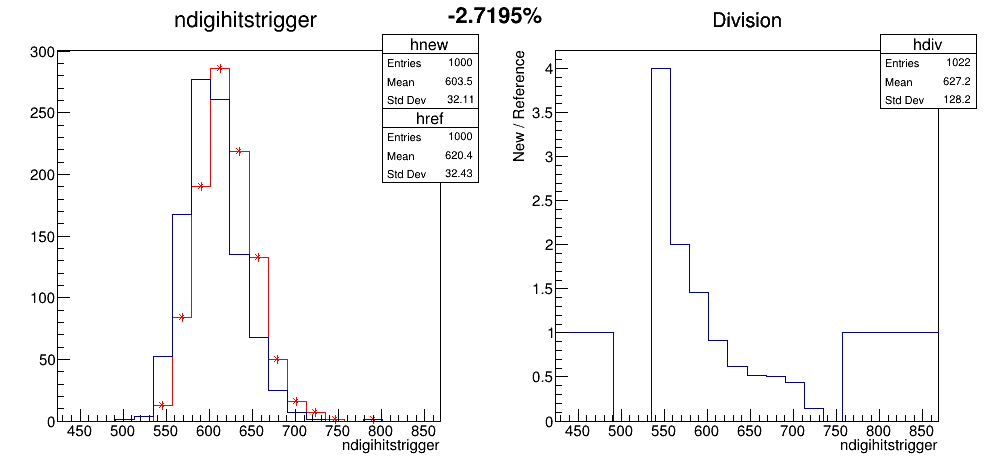 -2.7195%
ndigihitstrigger
hnew
Entries 1000
Mean 603.5
Std Dev 32.11
href
Entries 1000
Mean 620.4
Std Dev 32.43
300
250
200
150
100
50
0
450 500 550 600 650 700 750 800 850
ndigihitstrigger
Division
hdiv
Entries 1022
Mean 627.2
Std Dev 128.2
New / Reference
4
3.5
3
2.5
2
1.5
1
0.5
0
450 500 550 600 650 700 750 800 850
ndigihitstrigger